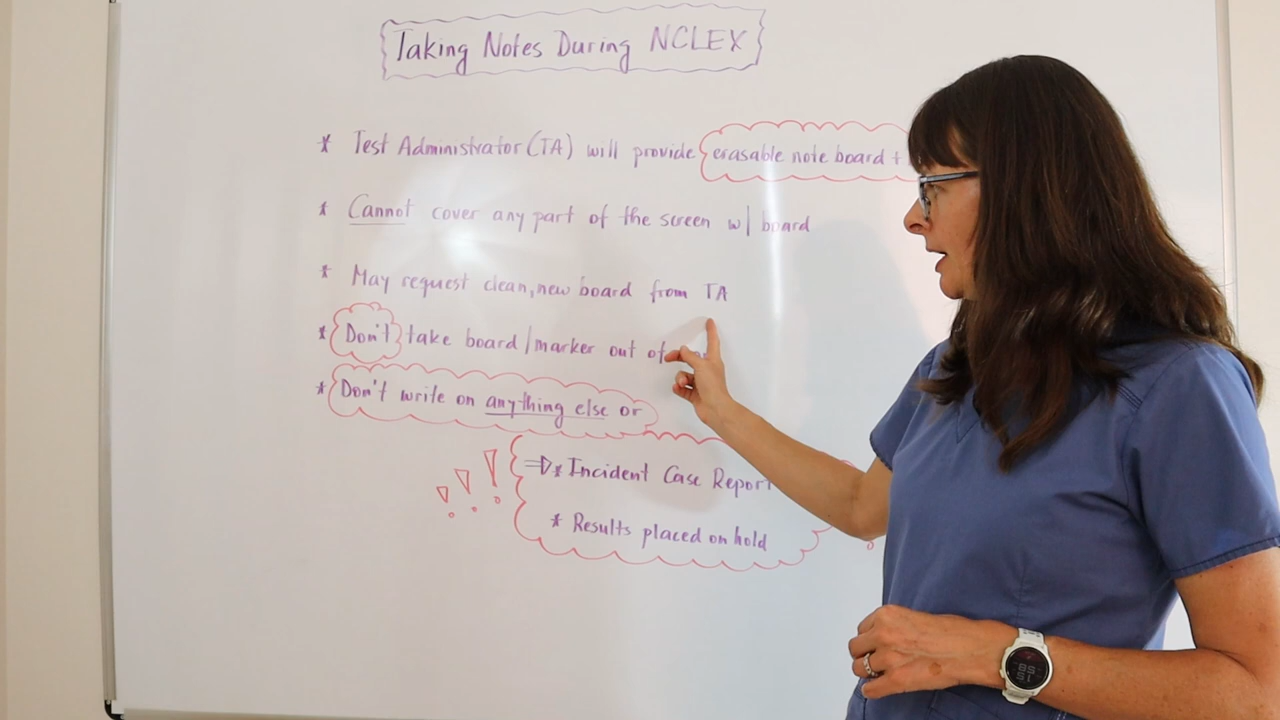 Taking Notes During NCLEX
* Test Administrator (TA) will provide erasable note board +
* Cannot cover any part of the screen w/ board
* May request clean, new board from TA
* Don't take board/marker out of
* Don't write on anything else or
⇒ * Incident Case Report
* Results placed on hold
! ! !